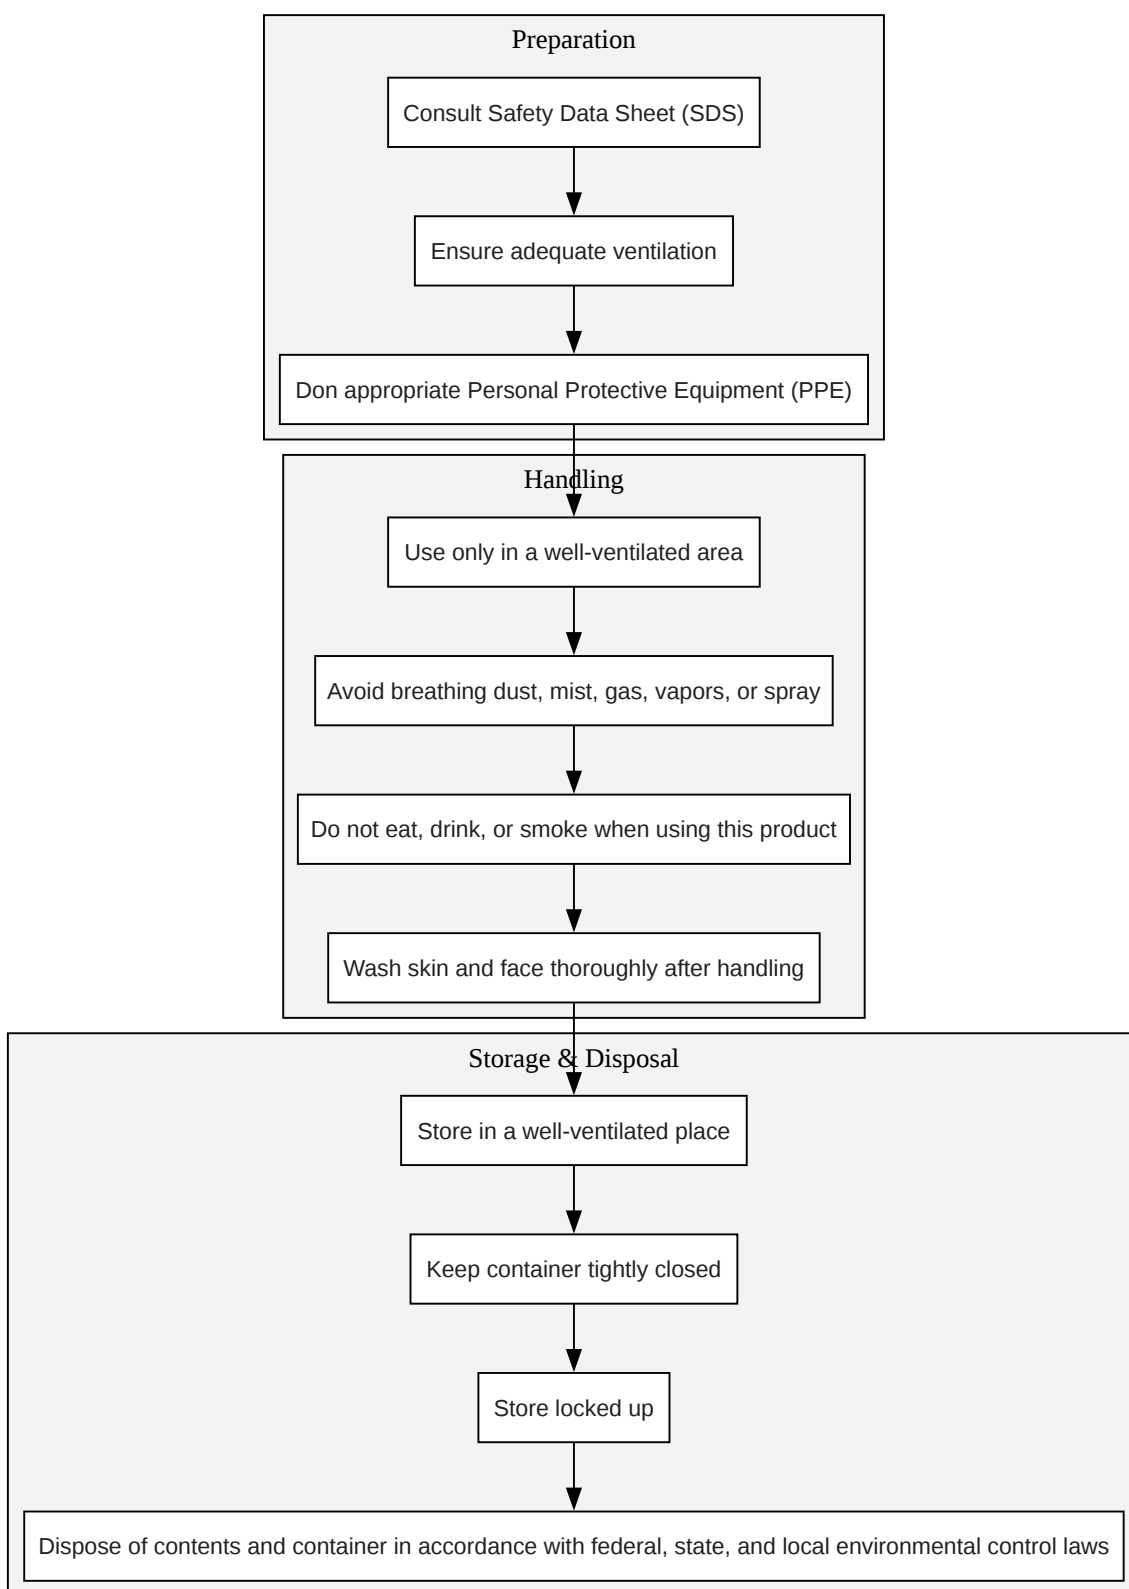 Preparation
Consult Safety Data Sheet (SDS)
Ensure adequate ventilation
Don appropriate Personal Protective Equipment (PPE)
Handling
Use only in a well-ventilated area
Avoid breathing dust, mist, gas, vapors, or spray
Do not eat, drink, or smoke when using this product
Wash skin and face thoroughly after handling
Storage & Disposal
Store in a well-ventilated place
Keep container tightly closed
Store locked up
Dispose of contents and container in accordance with federal, state, and local environmental control laws